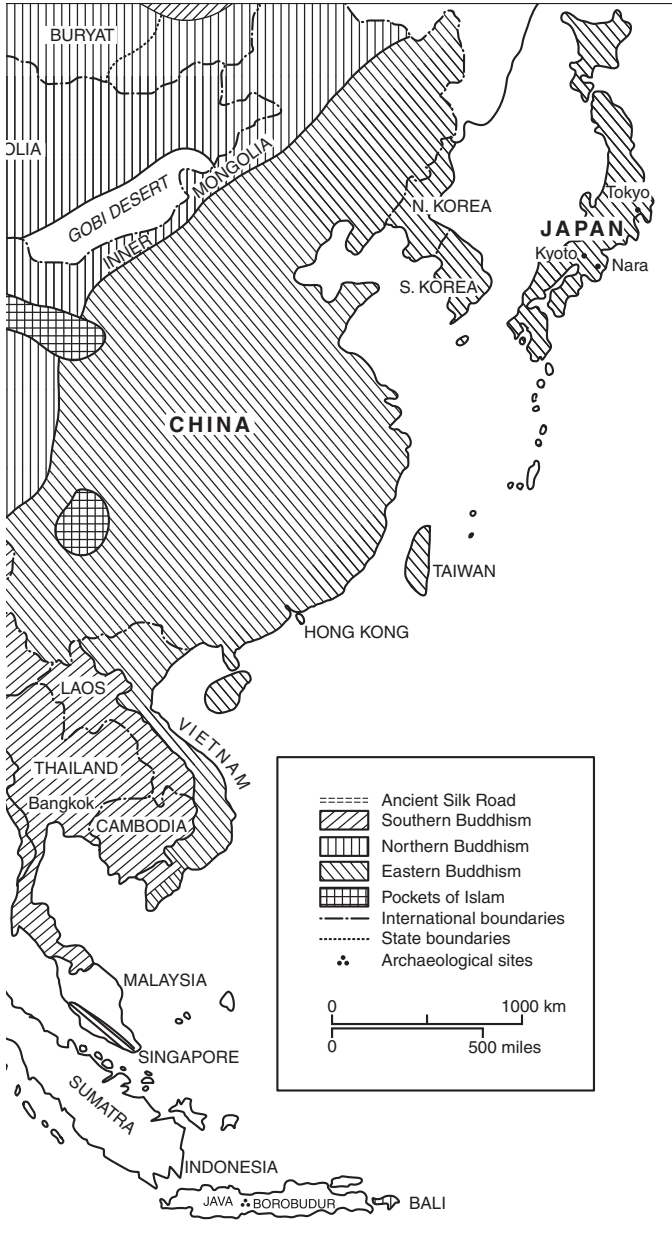 BURYAT
OLIA
GOBI DESERT
MONGOLIA
INNER
N. KOREA
S. KOREA
JAPAN
Tokyo
Kyoto
Nara
CHINA
TAIWAN
HONG KONG
LAOS
VIETNAM
THAILAND
Bangkok
CAMBODIA
Ancient Silk Road
Southern Buddhism
Northern Buddhism
Eastern Buddhism
Pockets of Islam
International boundaries
State boundaries
Archaeological sites
0 1000 km
0 500 miles
MALAYSIA
SINGAPORE
SUMATRA
INDONESIA
JAVA BOROBUDUR
BALI